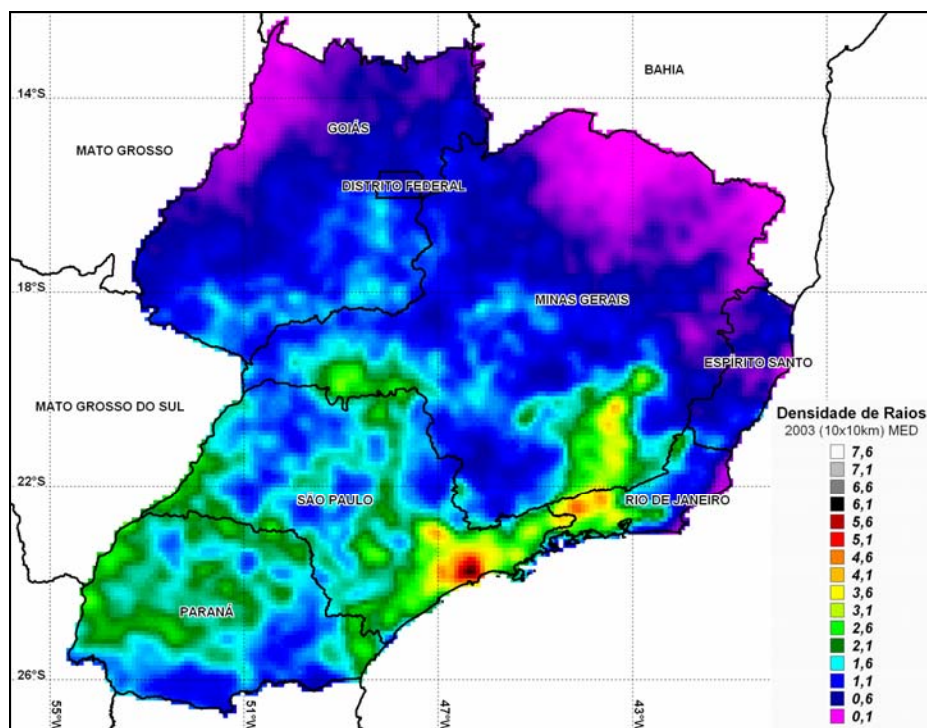 BAHIA
14°S
GOIÁS
MATO GROSSO
DISTRITO FEDERAL
18°S
MINAS GERAIS
ESPÍRITO SANTO
MATO GROSSO DO SUL
Densidade de Raios
2003 (10x10km) MED
7,6
7,1
6,6
6,1
5,6
5,1
4,6
4,1
3,6
3,1
2,6
2,1
1,6
1,1
0,6
0,1
22°S
SÃO PAULO
RIO DE JANEIRO
PARANÁ
26°S
55°W
51°W
47°W
43°W